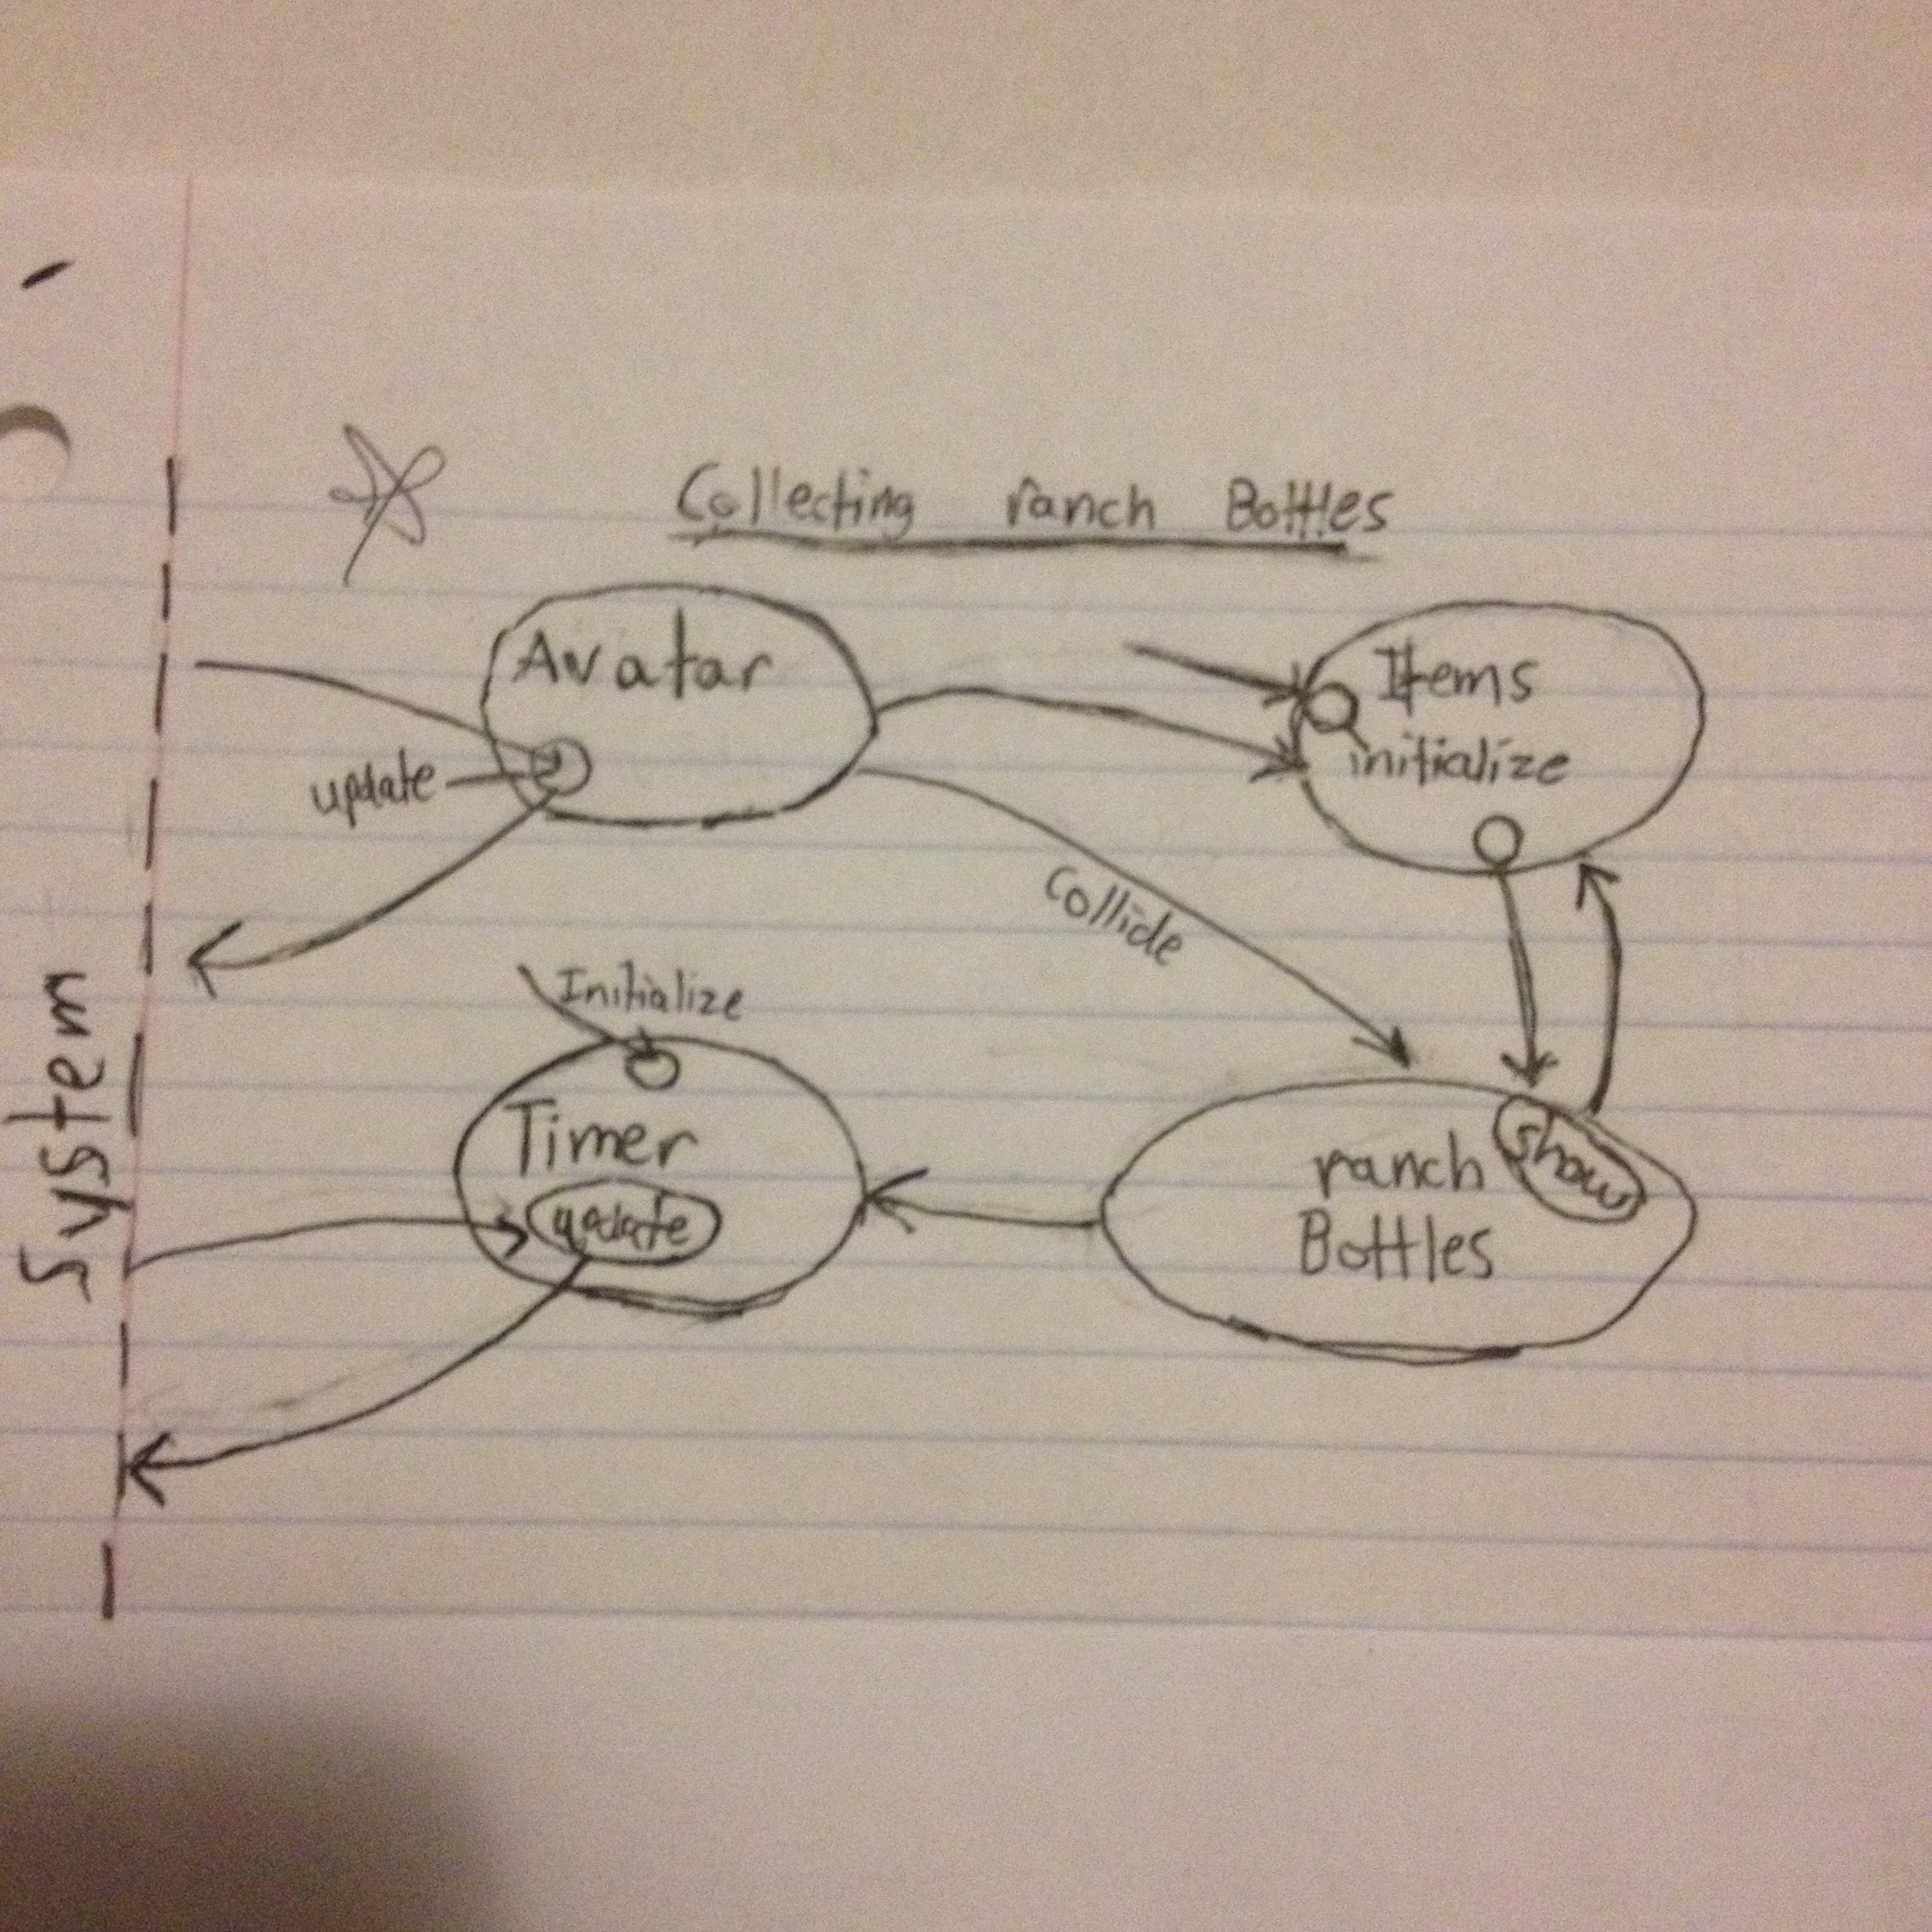 Collecting ranch Bottles
Avatar
update
Items
initialize
Collide
System
Initialize
Timer
update
show
ranch
Bottles